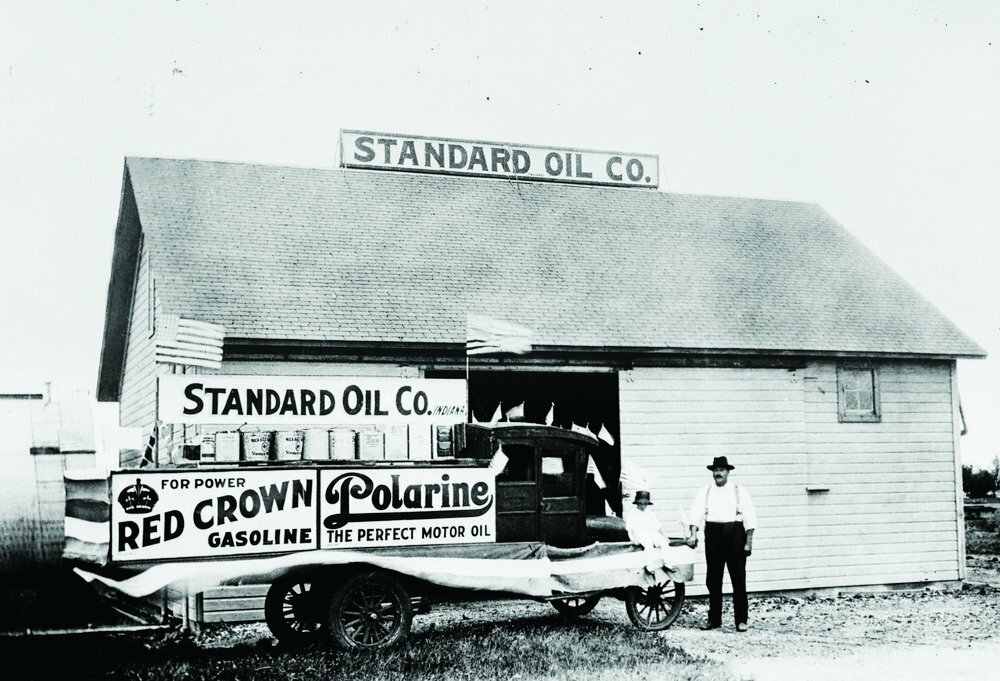 STANDARD OIL CO.
STANDARD OIL CO. INDIANA
FOR POWER
RED CROWN
GASOLINE
Polarine
THE PERFECT MOTOR OIL